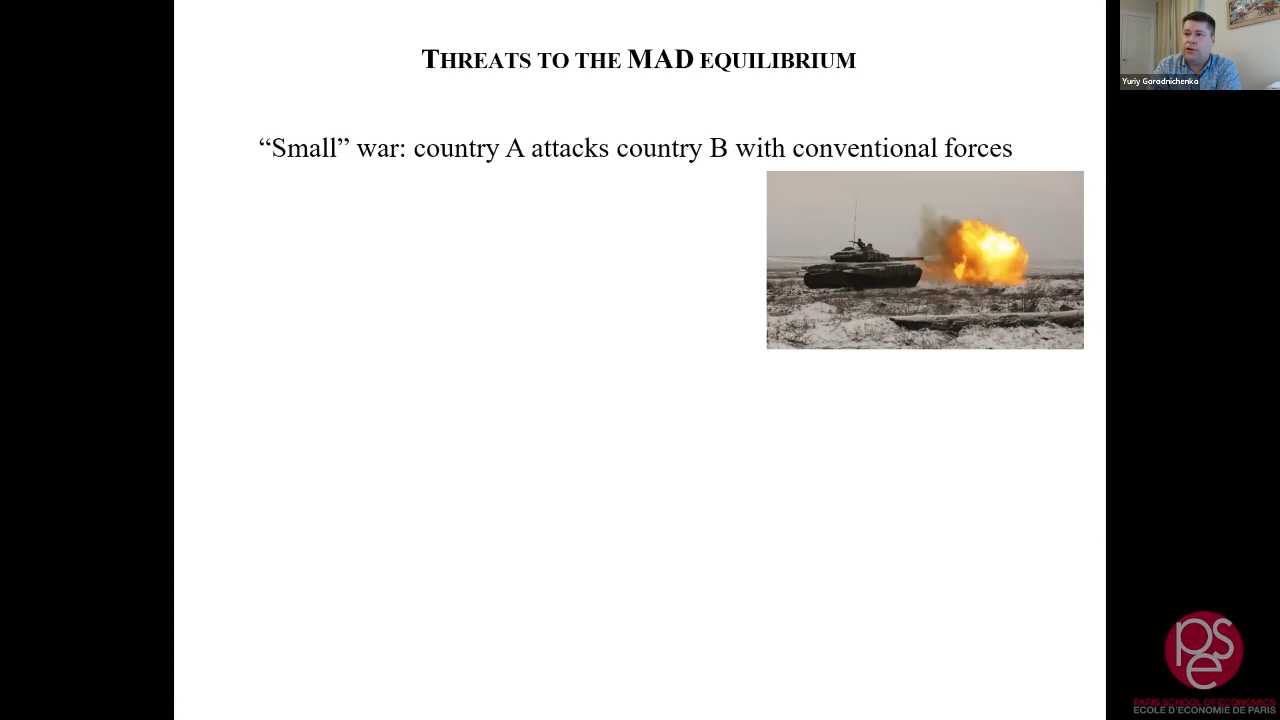 THREATS TO THE MAD EQUILIBRIUM
“Small” war: country A attacks country B with conventional forces
Yuriy Gorodnichenko
pse
PARIS SCHOOL OF ECONOMICS
ECOLE D'ECONOMIE DE PARIS